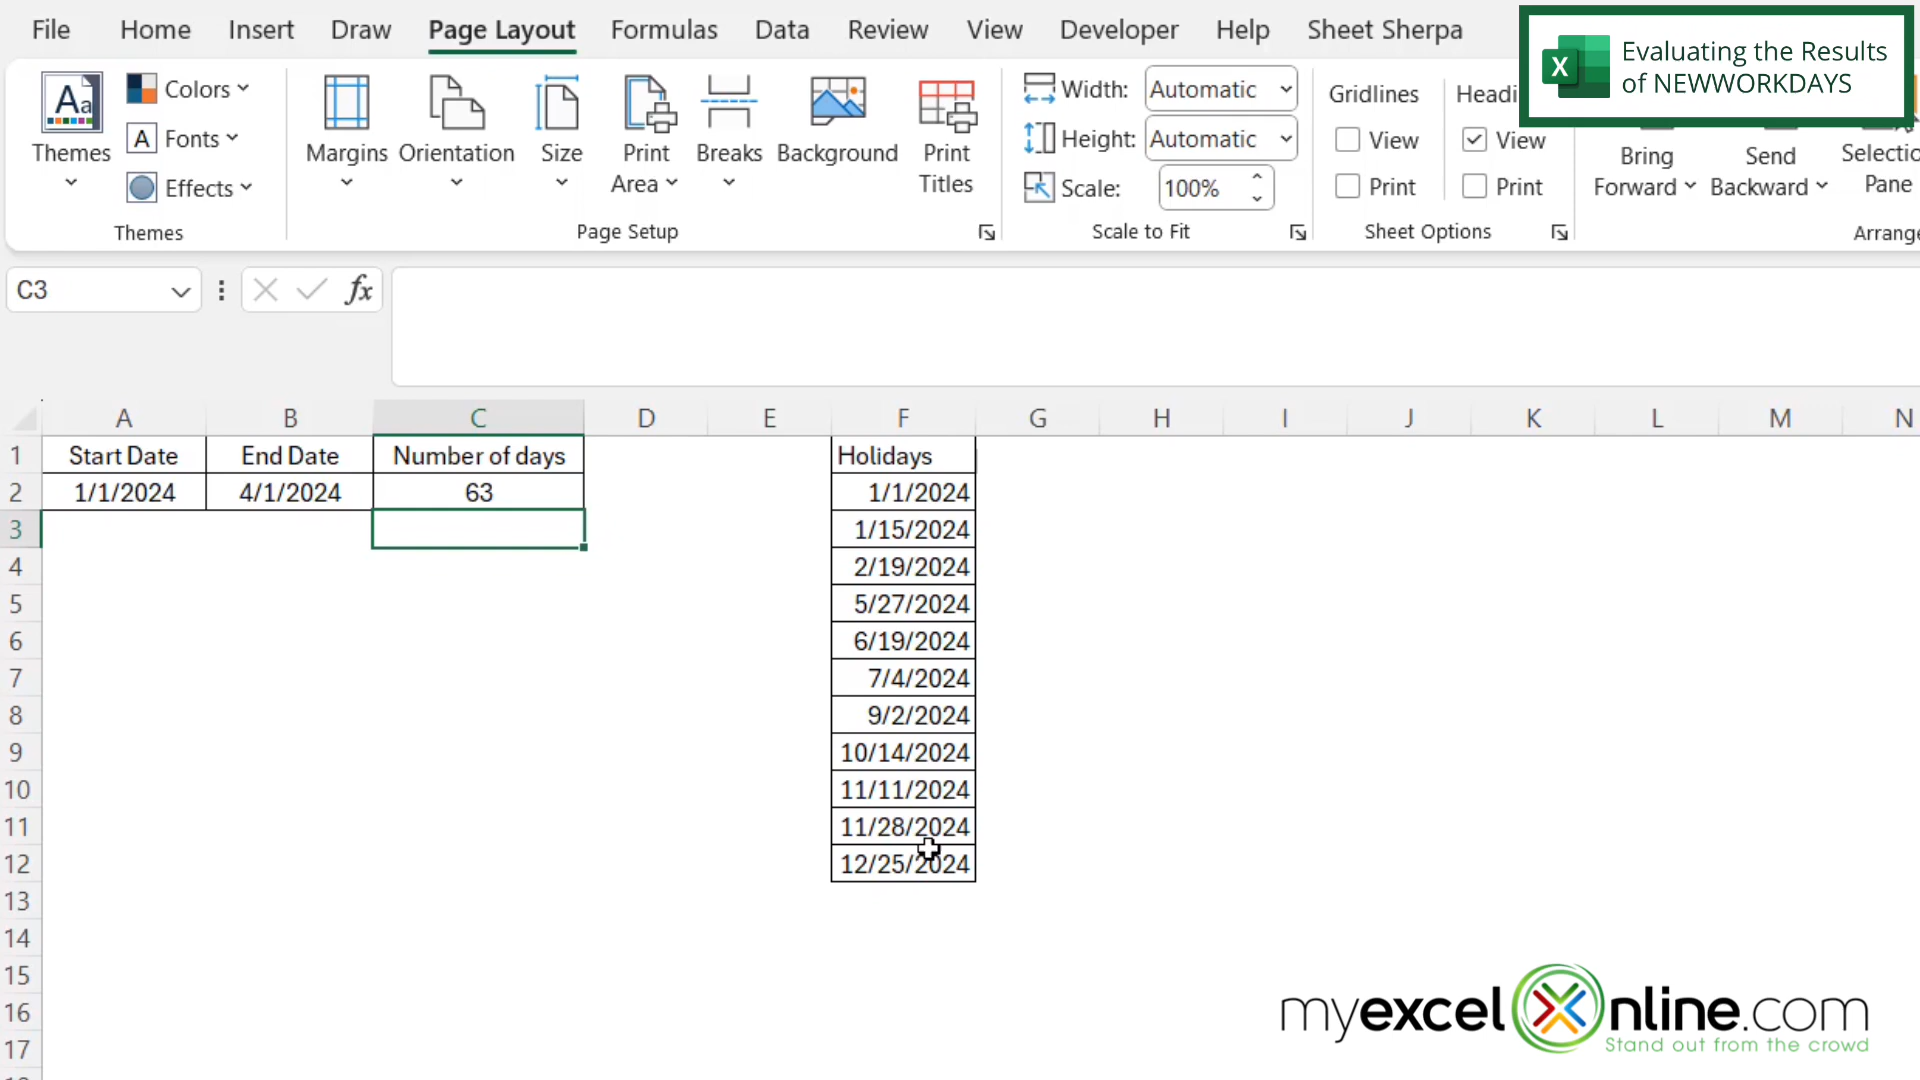 File Home Insert Draw Page Layout Formulas Data Review View Developer Help Sheet Sherpa
Evaluating the Results
of NEWWORKDAYS
Aa
Themes
Colors
A Fonts
Effects
Themes
Margins Orientation Size Print Area Breaks Background Print Titles
Page Setup
Width: Automatic
Height: Automatic
Scale: 100%
Scale to Fit
Gridlines
View
Print
Headi
View
Print
Sheet Options
Bring Forward Send Backward Selectio Pane
Arrange
C3 fx
A B C D E F G H I J K L M N
1 Start Date End Date Number of days Holidays
2 1/1/2024 4/1/2024 63 1/1/2024
3 1/15/2024
4 2/19/2024
5 5/27/2024
6 6/19/2024
7 7/4/2024
8 9/2/2024
9 10/14/2024
10 11/11/2024
11 11/28/2024
12 12/25/2024
13
14
15
16
17
myexcelXnline.com
Stand out from the crowd